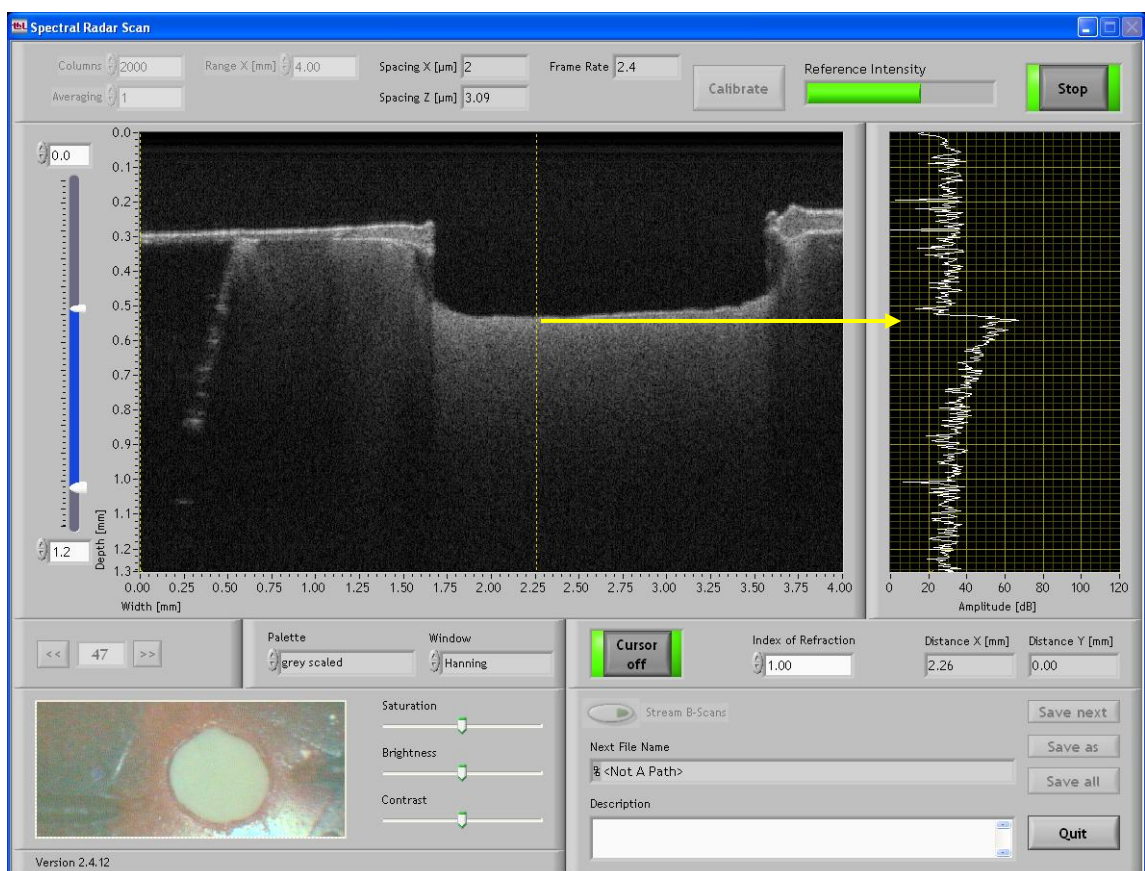 thl Spectral Radar Scan
Columns 2000 Range X [mm] 4.00 Spacing X [µm] 2 Frame Rate 2.4
Averaging 1 Spacing Z [µm] 3.09
Calibrate Reference Intensity Stop
0.0
0.0
0.1
0.2
0.3
0.4
0.5
0.6
0.7
0.8
0.9
1.0
1.1
1.2
1.2
1.3
Depth [mm]
0.00 0.25 0.50 0.75 1.00 1.25 1.50 1.75 2.00 2.25 2.50 2.75 3.00 3.25 3.50 3.75 4.00
Width [mm]
0 20 40 60 80 100 120
Amplitude [dB]
<< 47 >>
Palette Window
grey scaled Hanning
Cursor off
Index of Refraction Distance X [mm] Distance Y [mm]
1.00 2.26 0.00
Saturation
Brightness
Contrast
Stream B-Scans
Next File Name
<Not A Path>
Description
Save next
Save as
Save all
Quit
Version 2.4.12